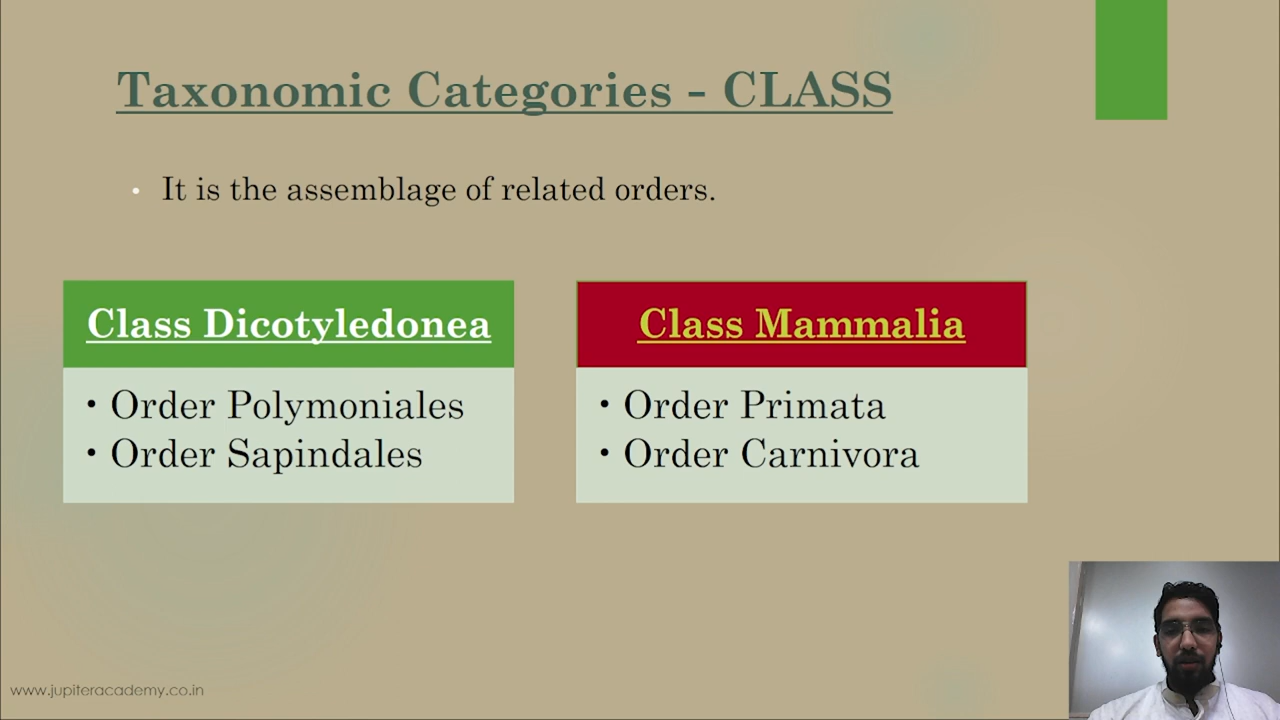 Taxonomic Categories - CLASS
• It is the assemblage of related orders.
Class Dicotyledonea
• Order Polymoniales
• Order Sapindales
Class Mammalia
• Order Primata
• Order Carnivora
www.jupiteracademy.co.in